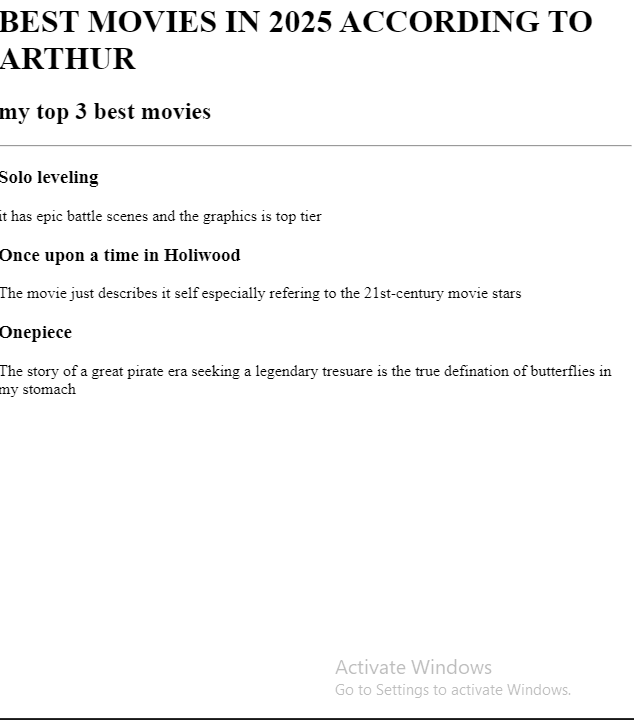 BEST MOVIES IN 2025 ACCORDING TO
ARTHUR
my top 3 best movies
Solo leveling
it has epic battle scenes and the graphics is top tier
Once upon a time in Holiwood
The movie just describes it self especially refering to the 21st-century movie stars
Onepiece
The story of a great pirate era seeking a legendary tresuare is the true defination of butterflies in
my stomach
Activate Windows
Go to Settings to activate Windows.